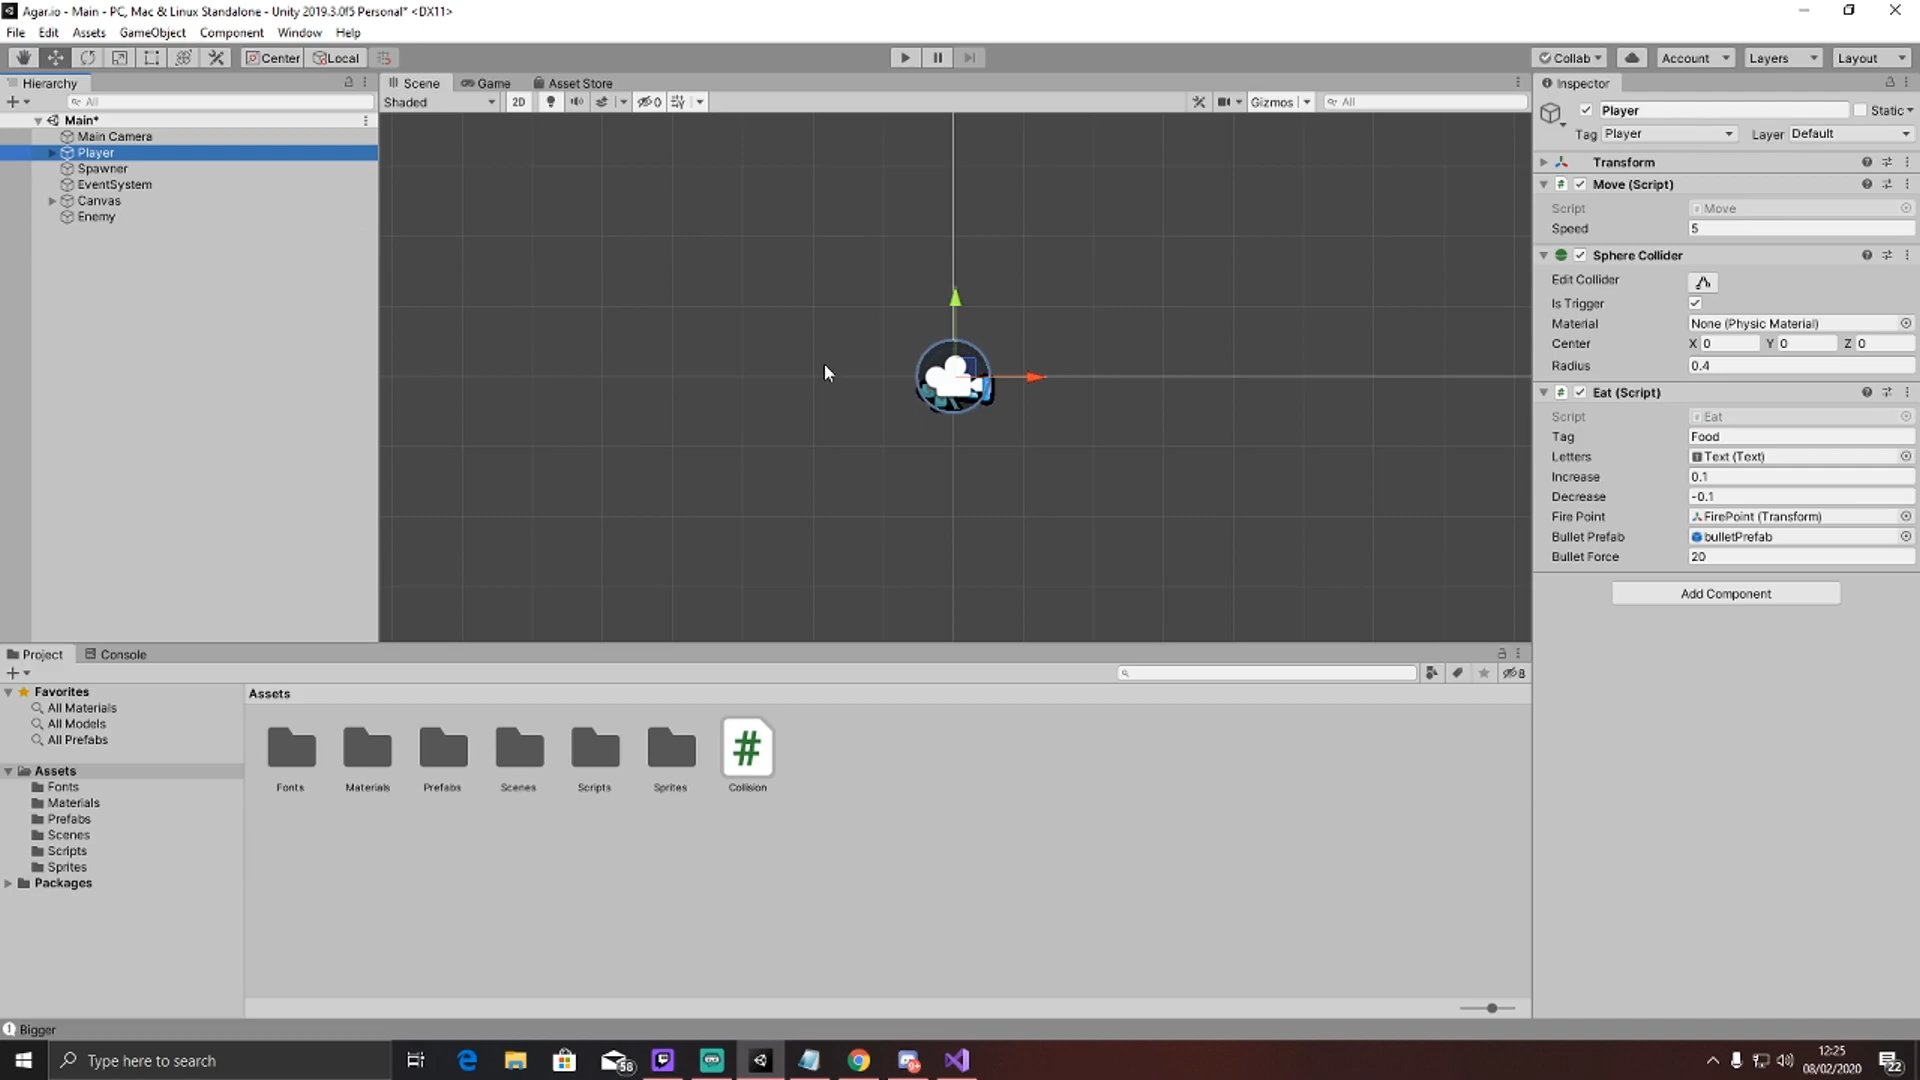 Agar.io - Main - PC, Mac & Linux Standalone - Unity 2019.3.0f5 Personal* <DX11>
File Edit Assets GameObject Component Window Help
Center Local
Collab Account Layers Layout
Hierarchy
All
Main*
Main Camera
Player
Spawner
EventSystem
Canvas
Enemy
Scene Game Asset Store
Shaded 2D 0 Gizmos All
Inspector
Player Static
Tag Player Layer Default
Transform
Move (Script)
Script Move
Speed 5
Sphere Collider
Edit Collider
Is Trigger
Material None (Physic Material)
Center X 0 Y 0 Z 0
Radius 0.4
Eat (Script)
Script Eat
Tag Food
Letters Text (Text)
Increase 0.1
Decrease -0.1
Fire Point FirePoint (Transform)
Bullet Prefab bulletPrefab
Bullet Force 20
Add Component
Project Console
8
Favorites
All Materials
All Models
All Prefabs
Assets
Fonts
Materials
Prefabs
Scenes
Scripts
Sprites
Packages
Assets
Fonts Materials Prefabs Scenes Scripts Sprites Collision
#
Bigger
Type here to search
58
9+
12:25
08/02/2020
22